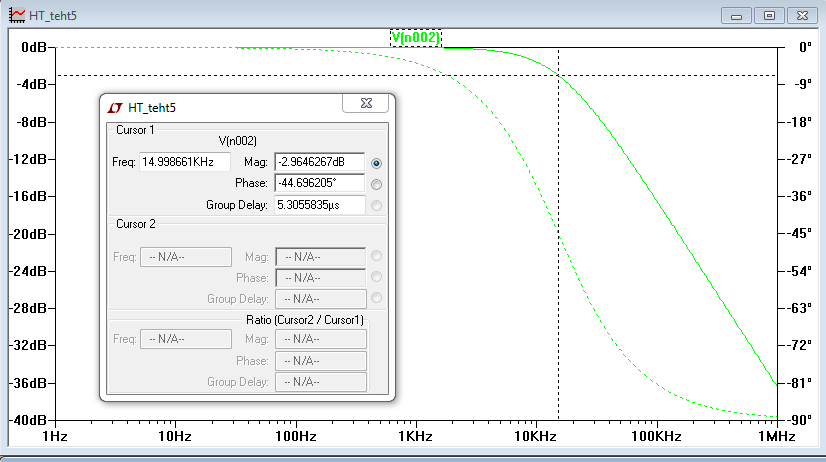 HT_teht5
V(n002)
0dB
-4dB
-8dB
-12dB
-16dB
-20dB
-24dB
-28dB
-32dB
-36dB
-40dB
0°
-9°
-18°
-27°
-36°
-45°
-54°
-63°
-72°
-81°
-90°
1Hz
10Hz
100Hz
1KHz
10KHz
100KHz
1MHz
HT_teht5
Cursor 1
V(n002)
Freq: 14.998661KHz Mag: -2.9646267dB
Phase: -44.696205°
Group Delay: 5.3055835µs
Cursor 2
Freq: -- N/A-- Mag: -- N/A--
Phase: -- N/A--
Group Delay: -- N/A--
Ratio (Cursor2 / Cursor1)
Freq: -- N/A-- Mag: -- N/A--
Phase: -- N/A--
Group Delay: -- N/A--